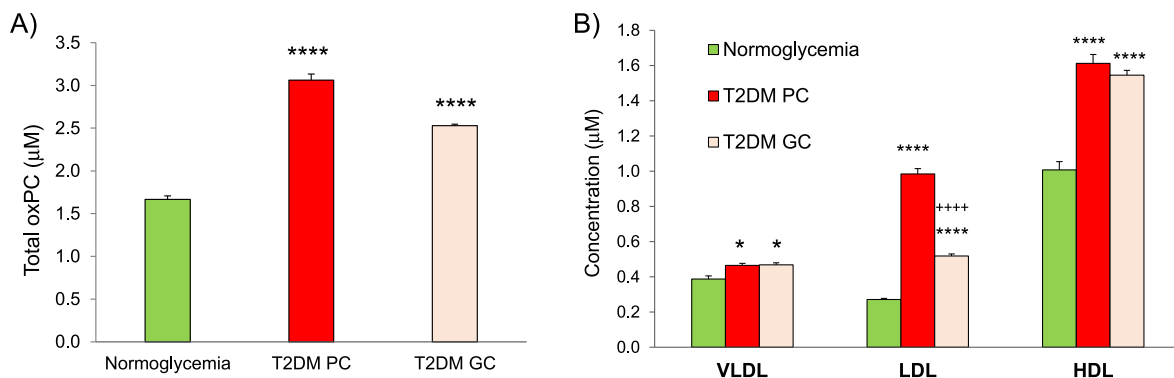 A)
Total oxPC (μM)
3.5
3.0
2.5
2.0
1.5
1.0
0.5
0.0
****
****
Normoglycemia T2DM PC T2DM GC
B)
Concentration (μM)
1.8
1.6
1.4
1.2
1.0
0.8
0.6
0.4
0.2
0.0
Normoglycemia
T2DM PC
T2DM GC
* *
****
++++
****
**** ****
VLDL LDL HDL